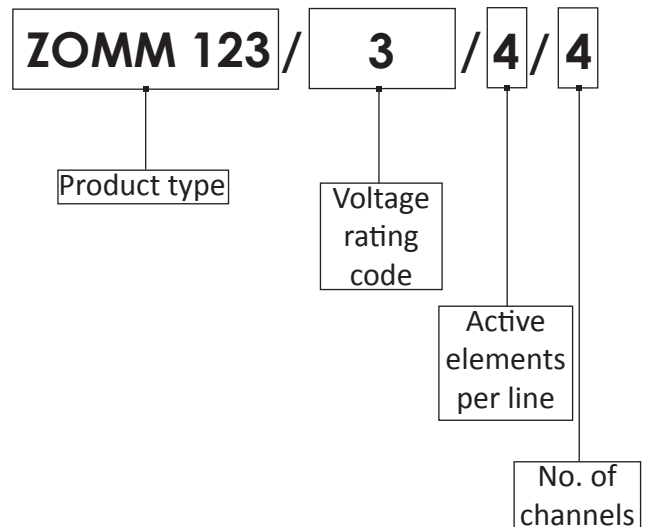 ZOMM 123/ 3 / 4 / 4
Product type
Voltage
rating
code
Active
elements
per line
No. of
channels